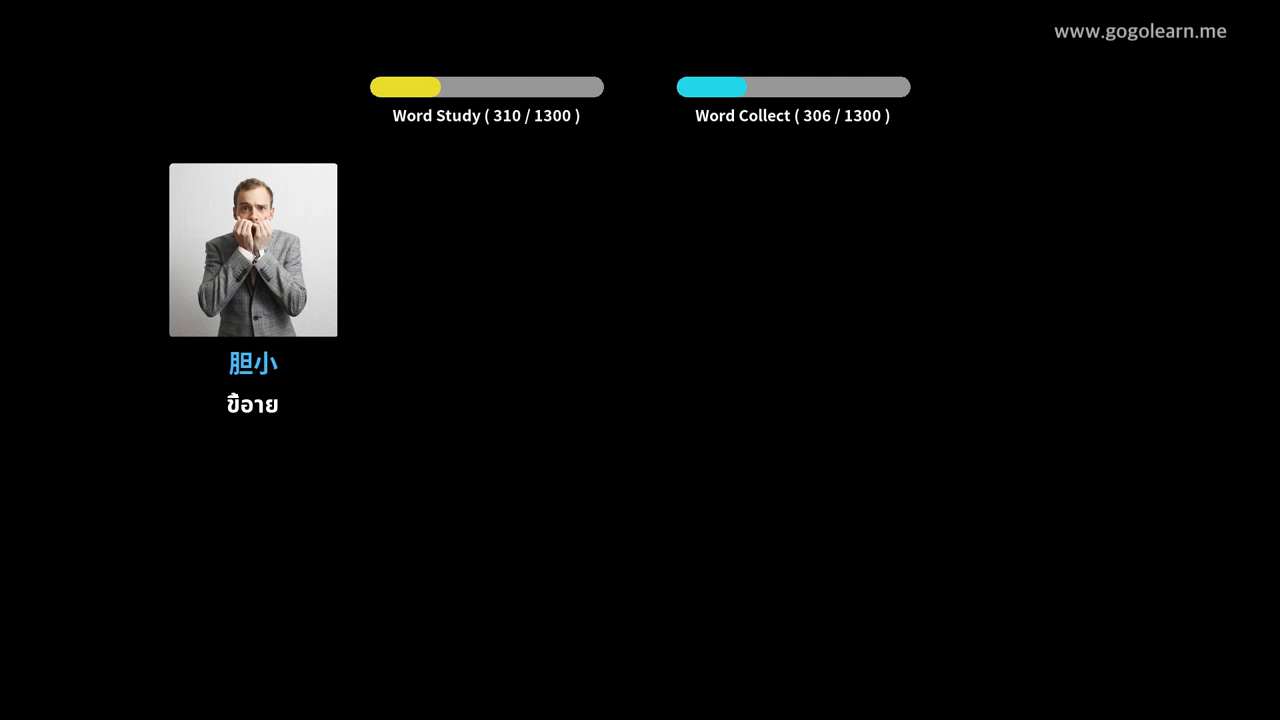 www.gogolearn.me
Word Study ( 310 / 1300 )
Word Collect ( 306 / 1300 )
胆小
ขี้อาย